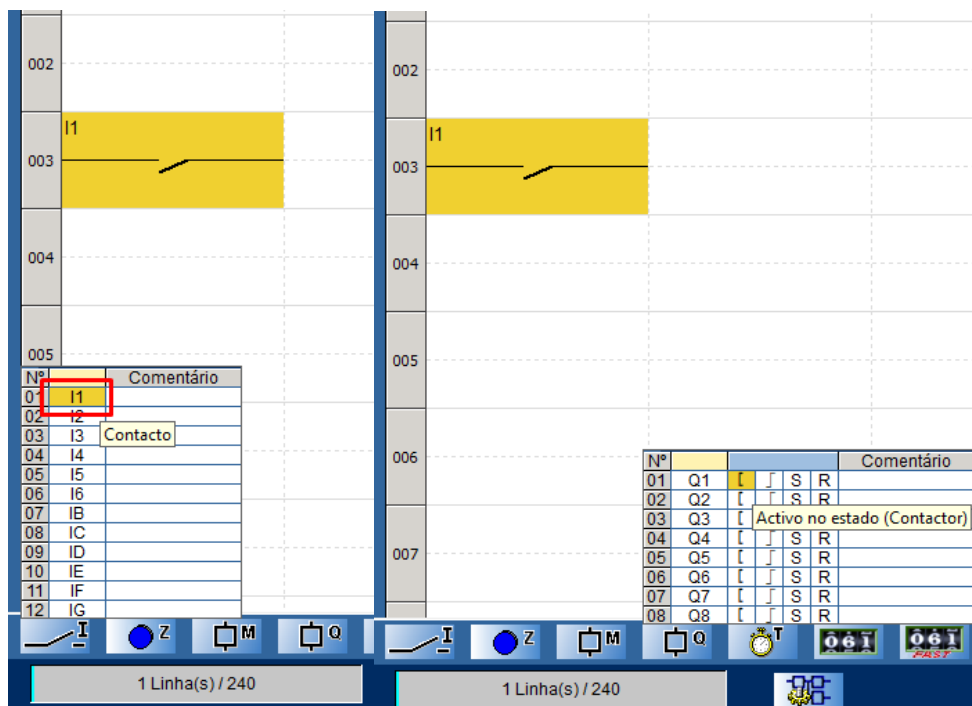 002
I1
003
004
005
Nº Comentário
01 I1
02 I2
03 I3
Contacto
04 I4
05 I5
06 I6
07 IB
08 IC
09 ID
10 IE
11 IF
12 IG
I Z M Q
1 Linha(s) / 240
002
I1
003
004
005
006
007
Nº Comentário
01 Q1 [ ⌠ S R
02 Q2 [ ⌠ S R
03 Q3 [
Activo no estado (Contactor)
04 Q4 [ ⌠ S R
05 Q5 [ ⌠ S R
06 Q6 [ ⌠ S R
07 Q7 [ ⌠ S R
08 Q8 [ ⌠ S R
I Z M Q T 061 061
FAST
1 Linha(s) / 240